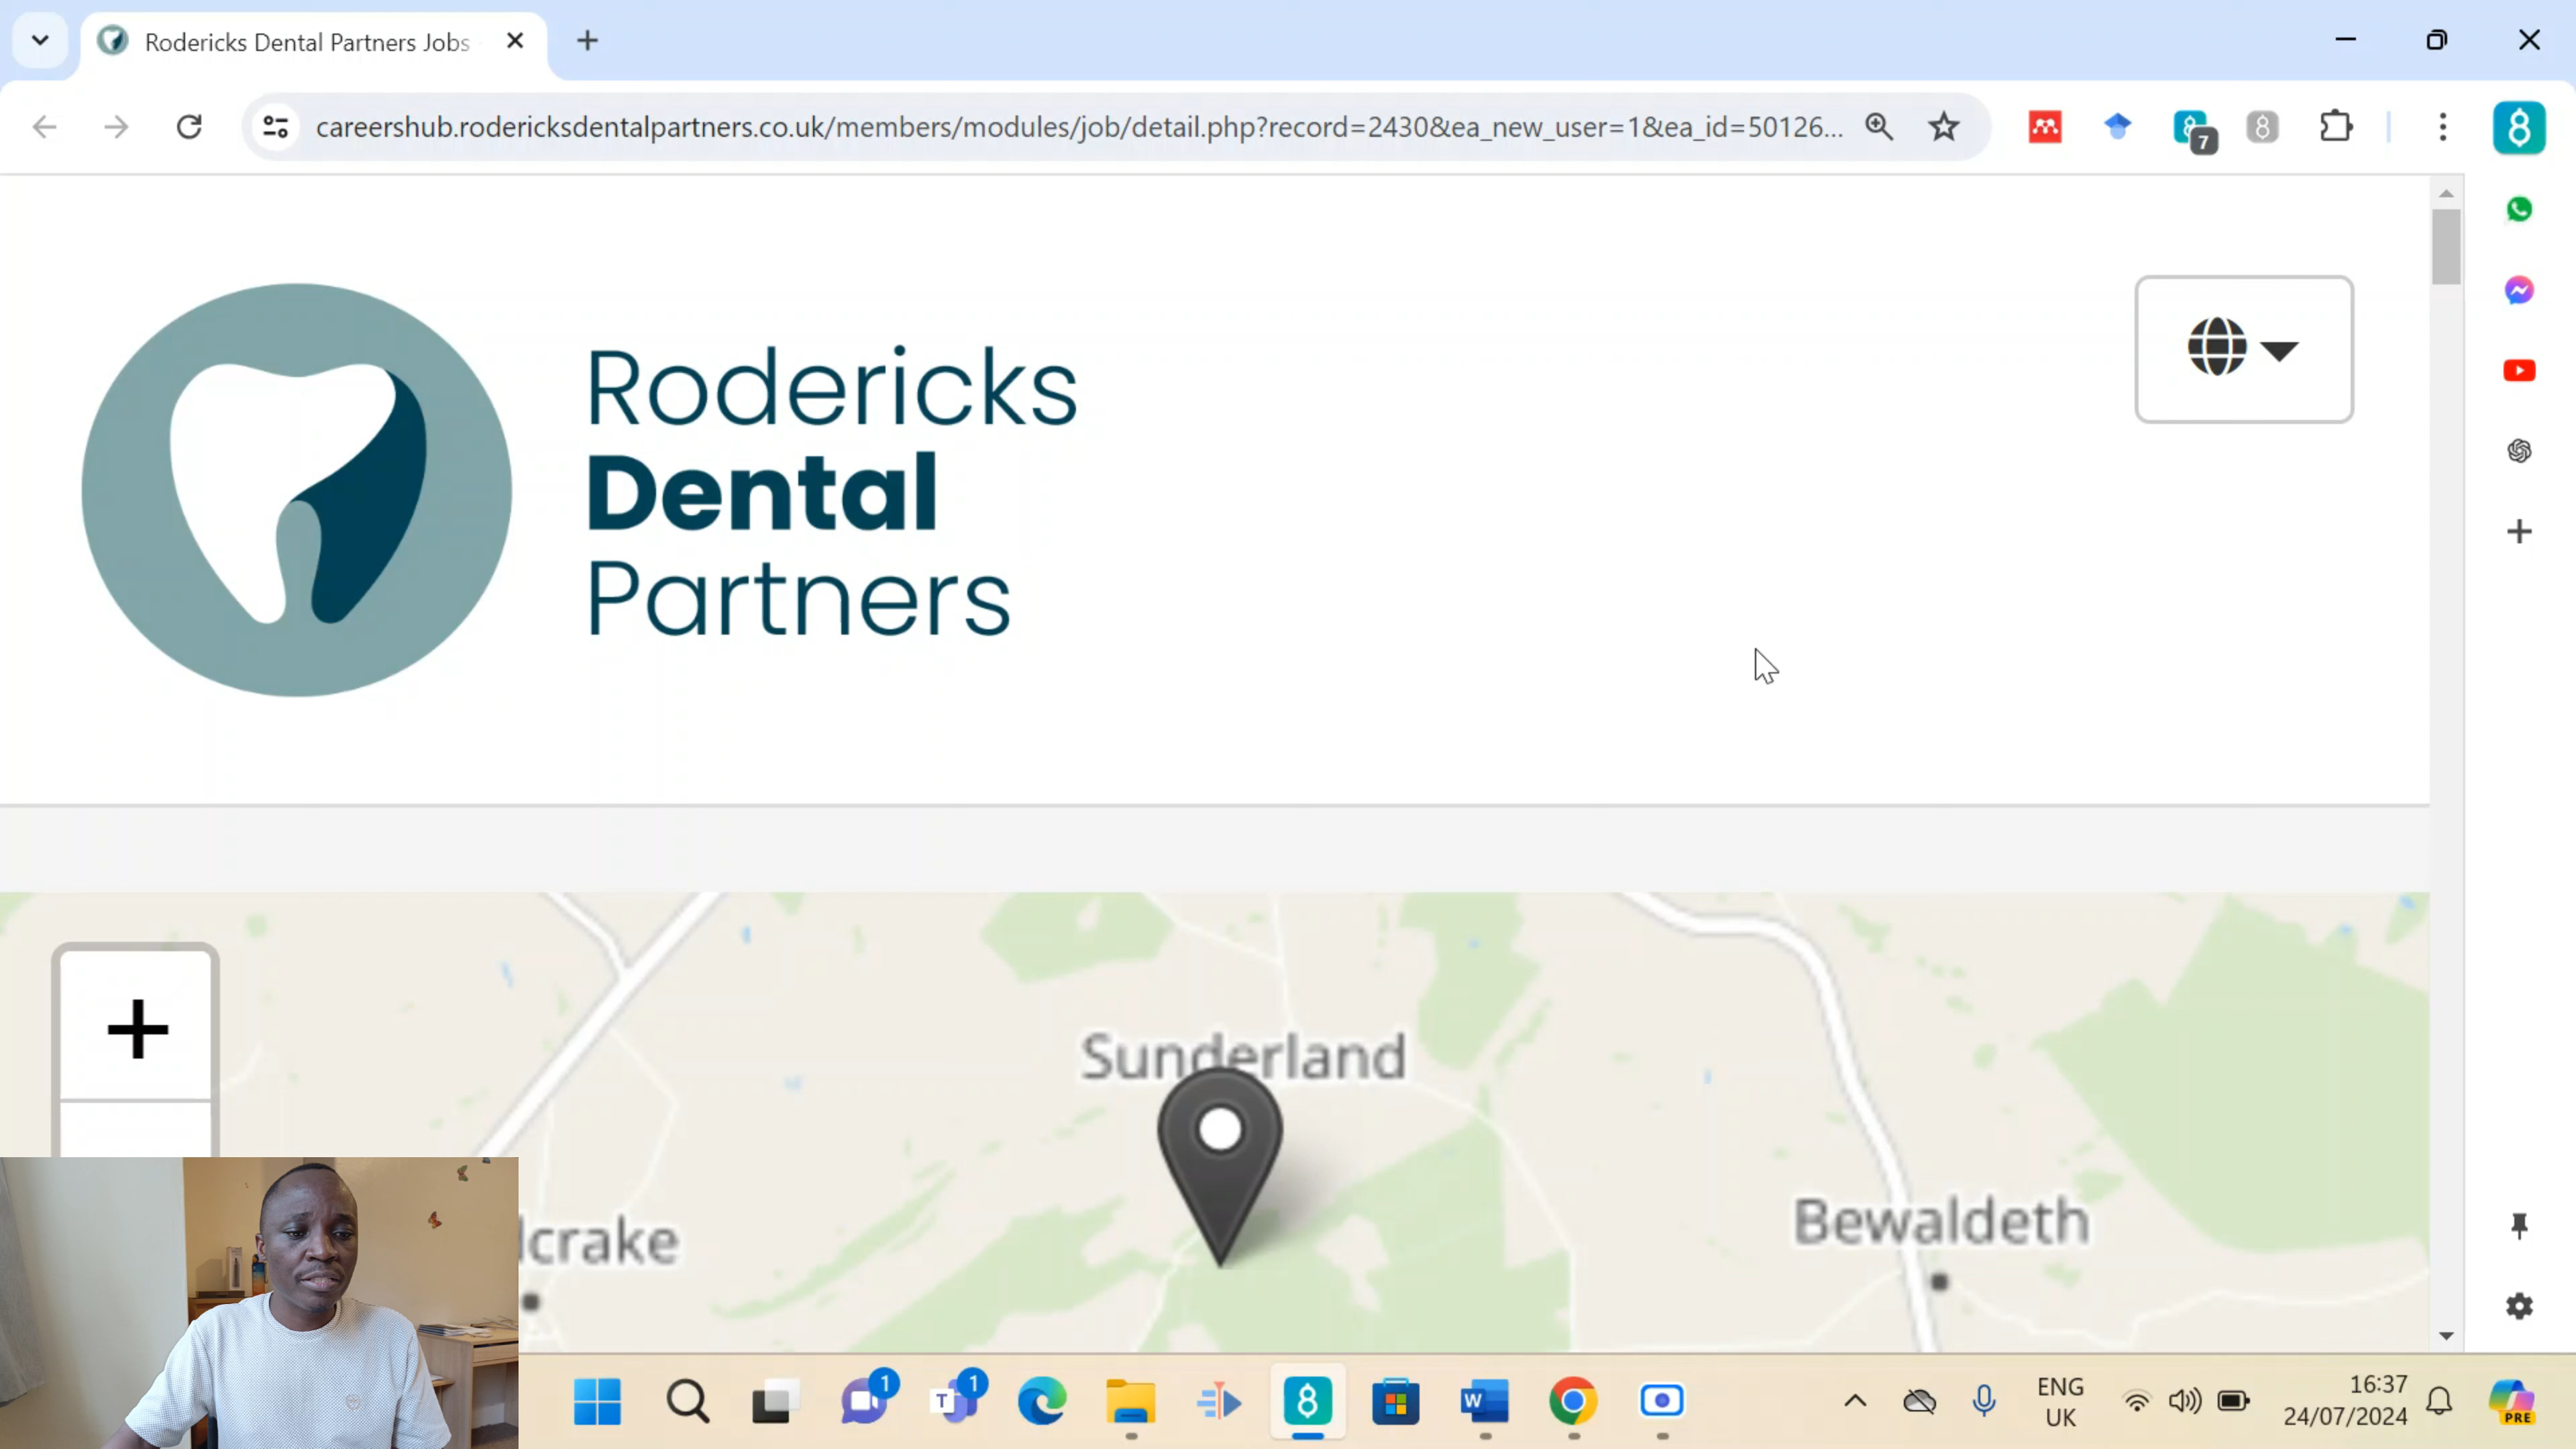 Rodericks Dental Partners Jobs
careershub.rodericksdentalpartners.co.uk/members/modules/job/detail.php?record=2430&ea_new_user=1&ea_id=50126...
7
Rodericks
Dental
Partners
+
Sunderland
lcrake
Bewaldeth
1
T
1
W
ENG
UK
16:37
24/07/2024
PRE